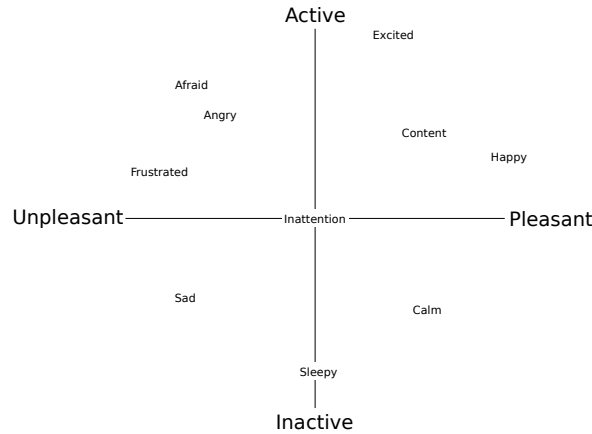 Active
Excited
Afraid
Angry
Content
Happy
Frustrated
Unpleasant
Inattention
Pleasant
Sad
Calm
Sleepy
Inactive